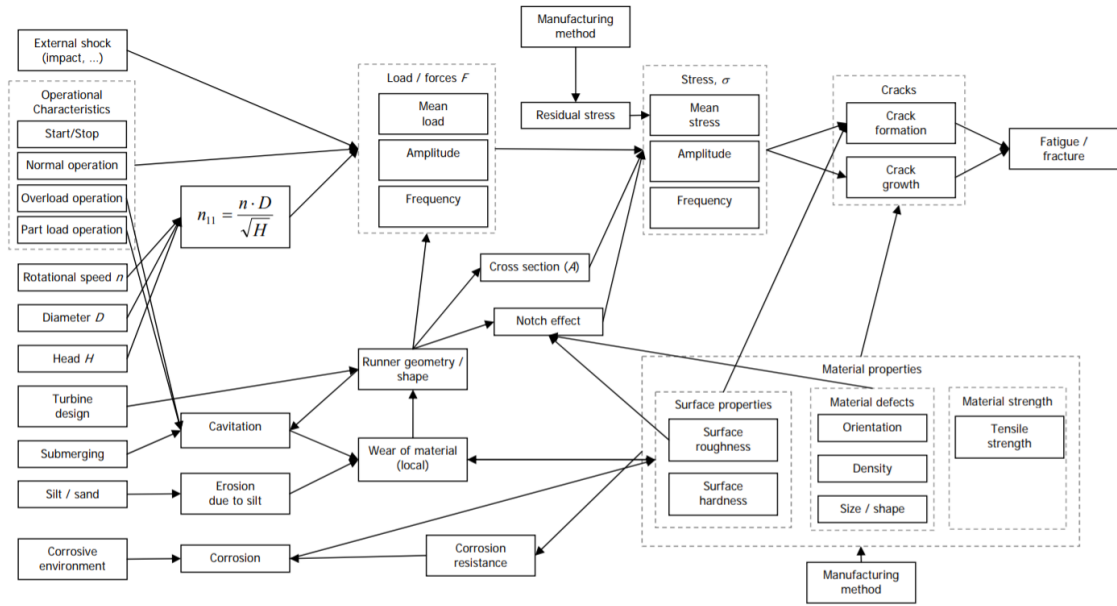 Manufacturing
method
External shock
(impact, ...)
Load / forces F
Stress, σ
Cracks
Operational
Characteristics
Start/Stop
Normal operation
Overload operation
Part load operation
Mean
load
Amplitude
Frequency
Residual stress
Mean
stress
Amplitude
Frequency
Crack
formation
Crack
growth
Fatigue /
fracture
n₁₁ = n · D / √H
Rotational speed n
Diameter D
Head H
Turbine
design
Submerging
Silt / sand
Corrosive
environment
Cross section (A)
Notch effect
Runner geometry /
shape
Cavitation
Wear of material
(local)
Erosion
due to silt
Corrosion
Corrosion
resistance
Material properties
Surface properties
Surface
roughness
Surface
hardness
Material defects
Orientation
Density
Size / shape
Material strength
Tensile
strength
Manufacturing
method